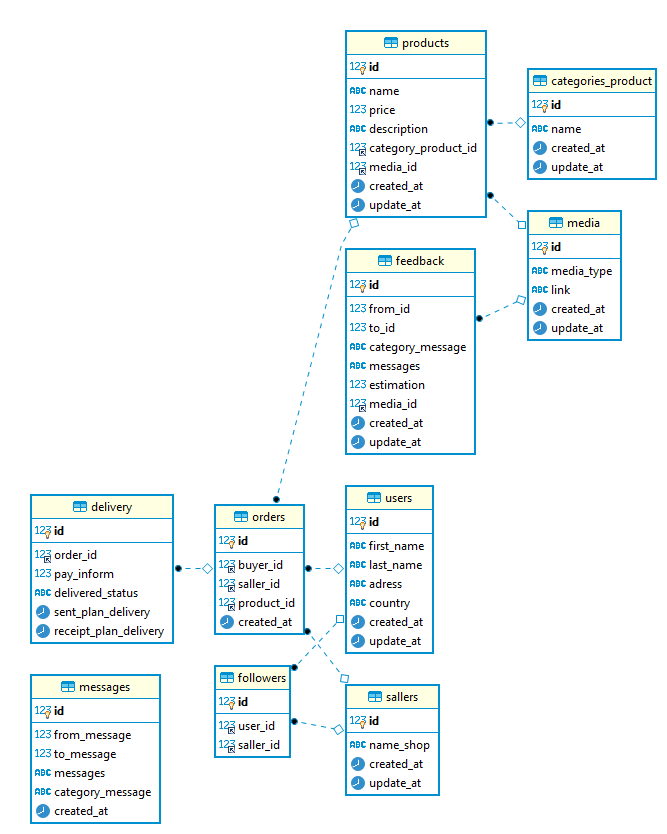 products
123 id
ABC name
123 price
ABC description
123 category_product_id
123 media_id
created_at
update_at
categories_product
123 id
ABC name
created_at
update_at
media
123 id
ABC media_type
ABC link
created_at
update_at
feedback
123 id
123 from_id
123 to_id
ABC category_message
ABC messages
123 estimation
123 media_id
created_at
update_at
delivery
123 id
123 order_id
123 pay_inform
ABC delivered_status
sent_plan_delivery
receipt_plan_delivery
orders
123 id
123 buyer_id
123 saller_id
123 product_id
created_at
users
123 id
ABC first_name
ABC last_name
ABC adress
ABC country
created_at
update_at
messages
123 id
123 from_message
123 to_message
ABC messages
ABC category_message
created_at
followers
123 id
123 user_id
123 saller_id
sallers
123 id
ABC name_shop
created_at
update_at